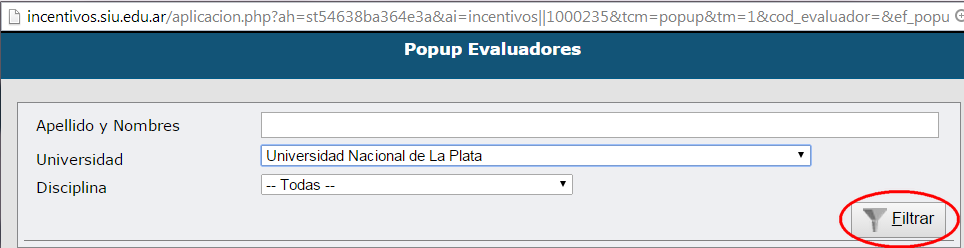 incentivos.siu.edu.ar/aplicacion.php?ah=st54638ba364e3a&ai=incentivos||1000235&tcm=popup&tm=1&cod_evaluador=&ef_popu
Popup Evaluadores
Apellido y Nombres
Universidad Universidad Nacional de La Plata
Disciplina -- Todas --
Filtrar